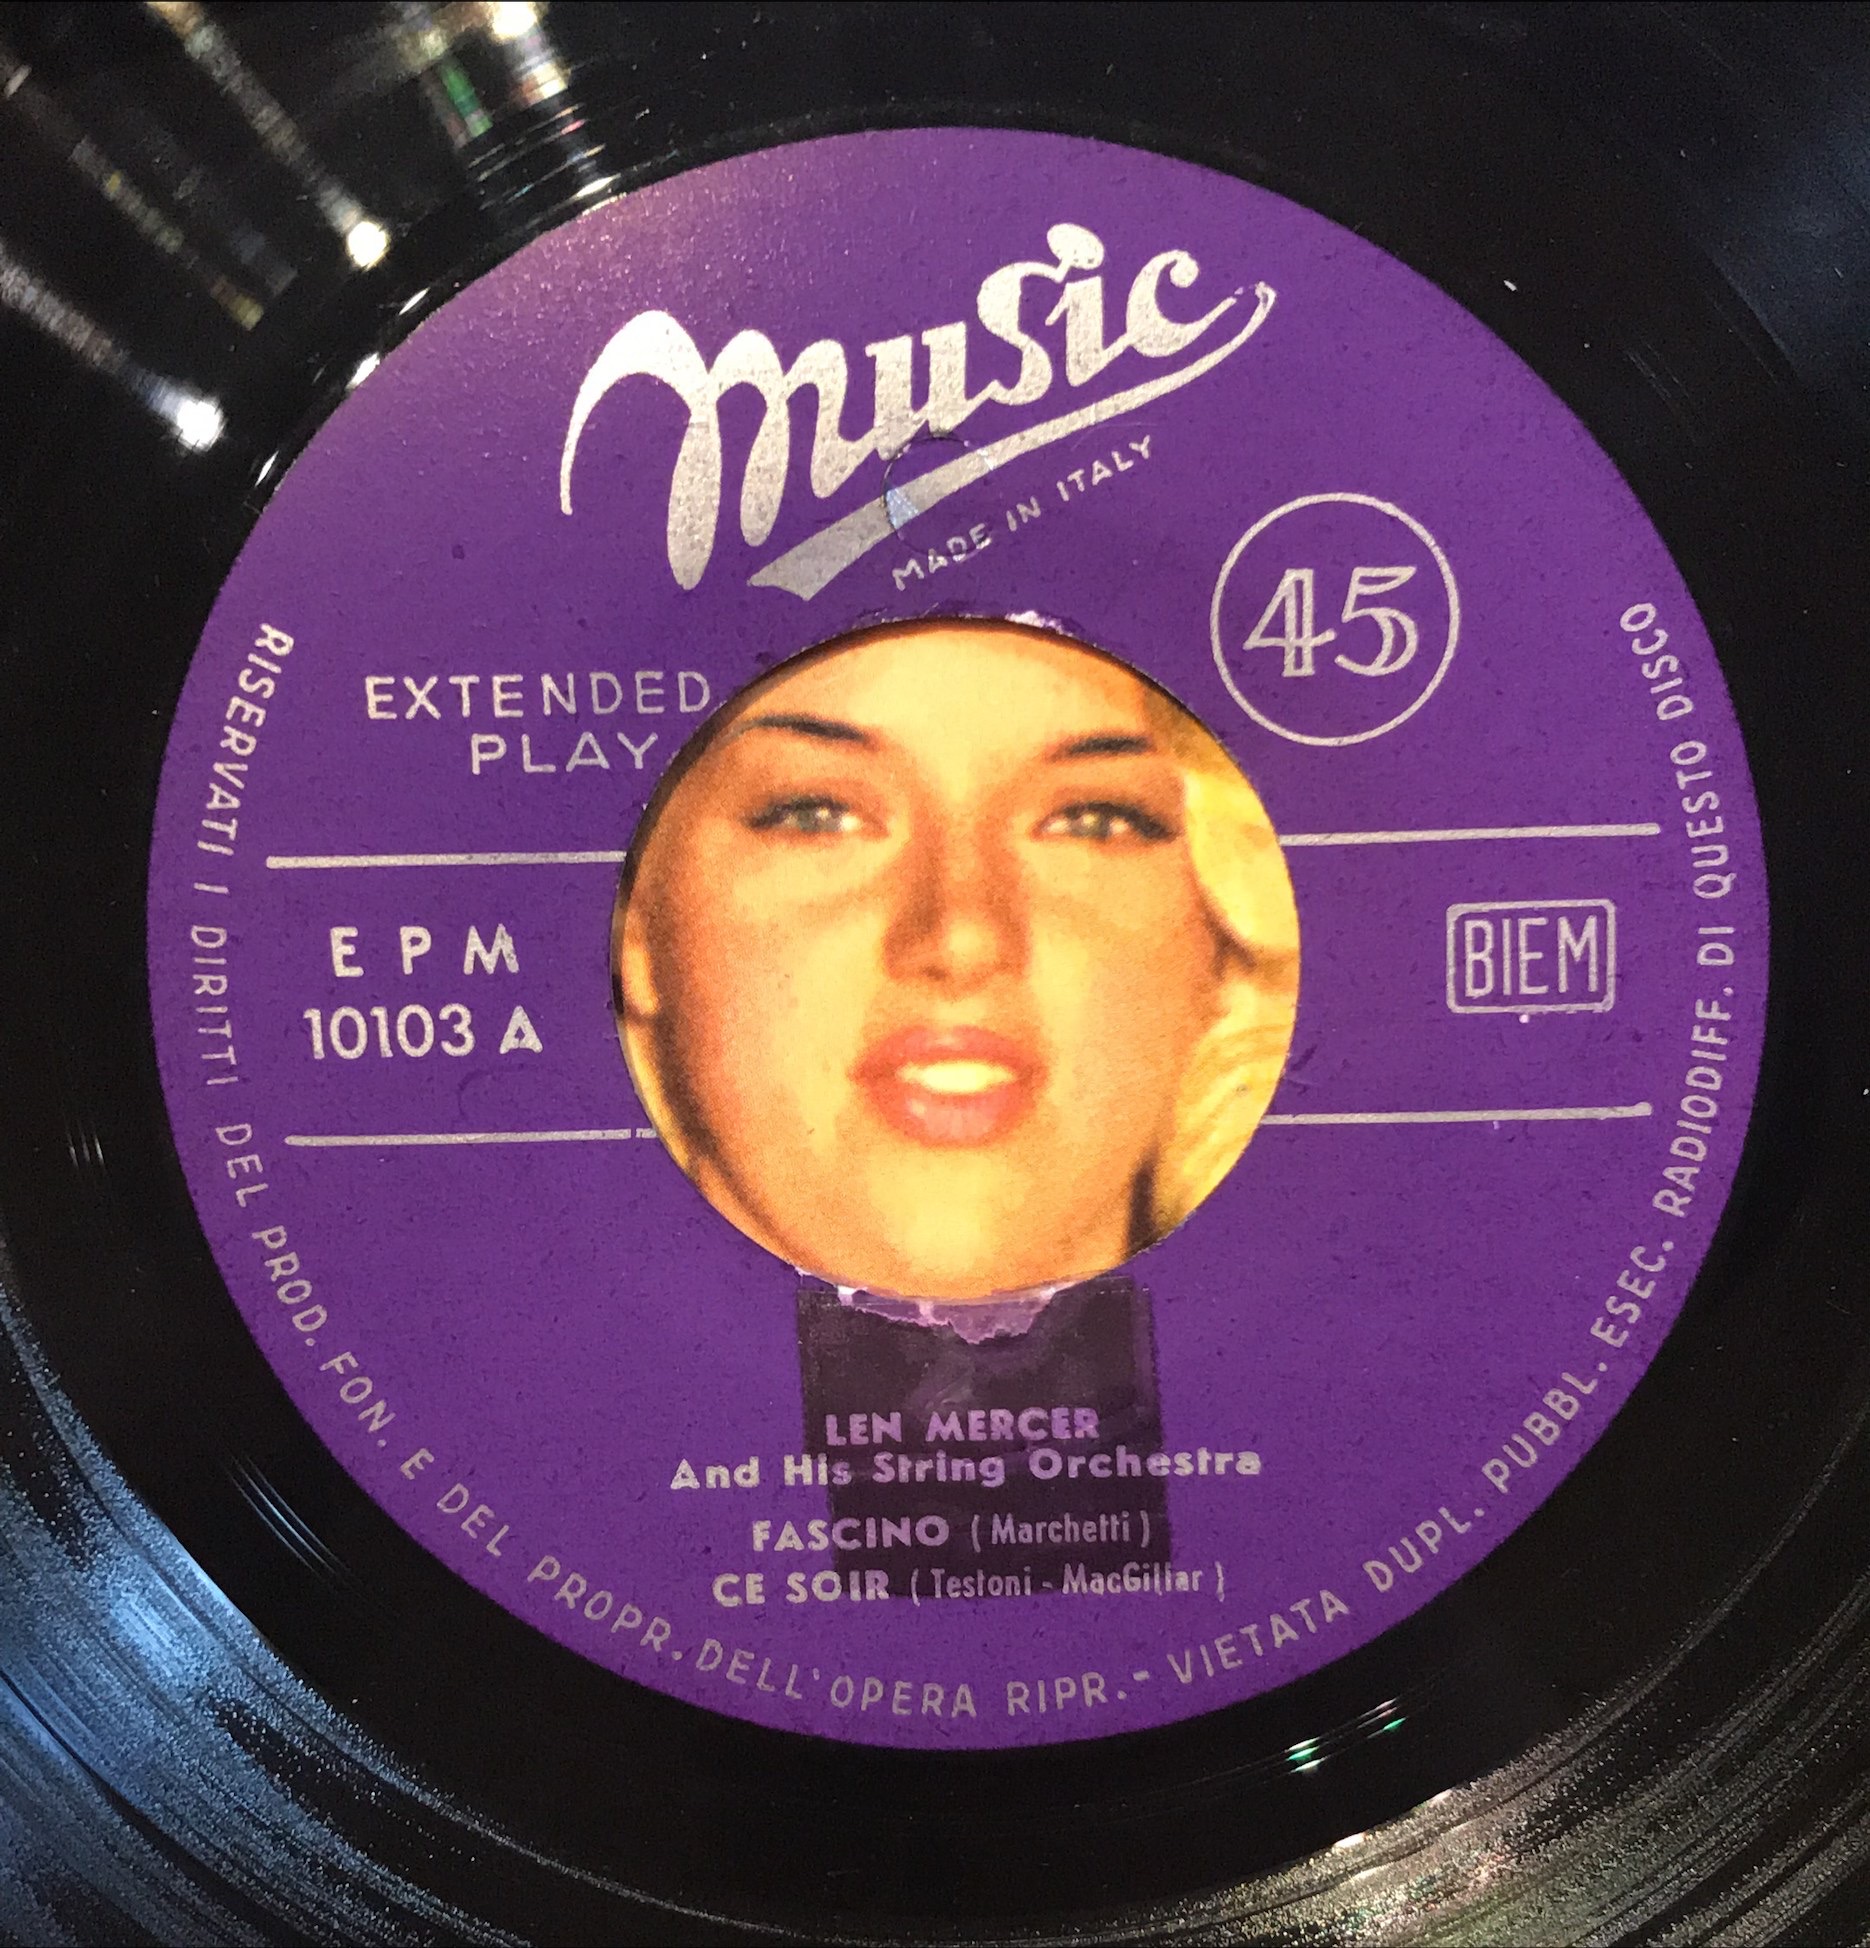 music
MADE IN ITALY
45
EXTENDED
PLAY
E P M
10103 A
BIEM
LEN MERCER
And His String Orchestra
FASCINO (Marchetti)
CE SOIR (Testoni - MacGillar)
RISERVATI I DIRITTI DEL PROD. FON. E DEL PROPR. DELL'OPERA RIPR. - VIETATA DUPL. PUBBL. ESEC. RADIODIFF. DI QUESTO DISCO